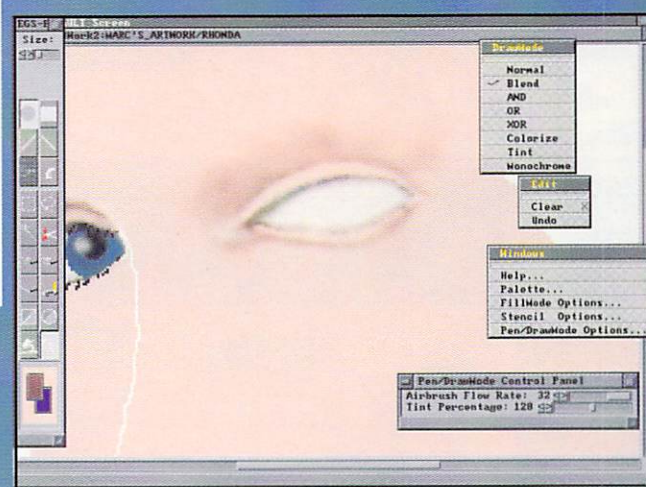 EGS-P
ULT Screen
Size:
Work2:MARC'S_ARTWORK/RHONDA
DrawMode
Normal
Blend
AND
OR
XOR
Colorize
Tint
Monochrome
Edit
Clear X
Undo
Windows
Help...
Palette...
FillMode Options...
Stencil Options...
Pen/DrawMode Options...
Pen/DrawMode Control Panel
Airbrush Flow Rate: 32
Tint Percentage: 128